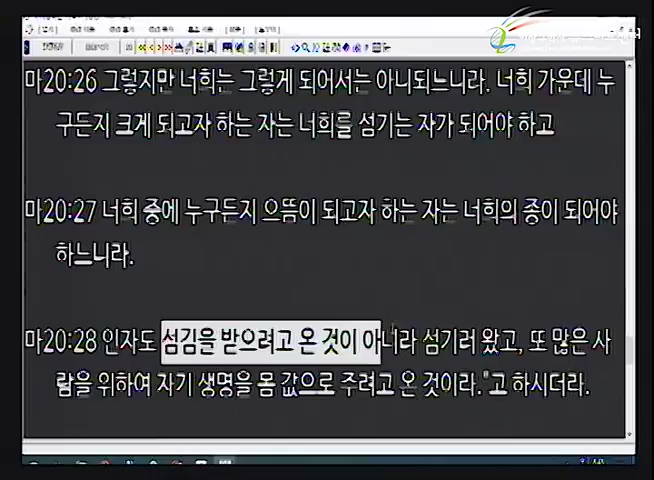 마20:26 그렇지만 너희는 그렇게 되어서는 아니되느니라. 너희 가운데 누
구든지 크게 되고자 하는 자는 너희를 섬기는 자가 되어야 하고
마20:27 너희 중에 누구든지 으뜸이 되고자 하는 자는 너희의 종이 되어야
하느니라.
마20:28 인자도 섬김을 받으려고 온 것이 아니라 섬기러 왔고, 또 많은 사
람을 위하여 자기 생명을 몸 값으로 주려고 온 것이라."고 하시더라.